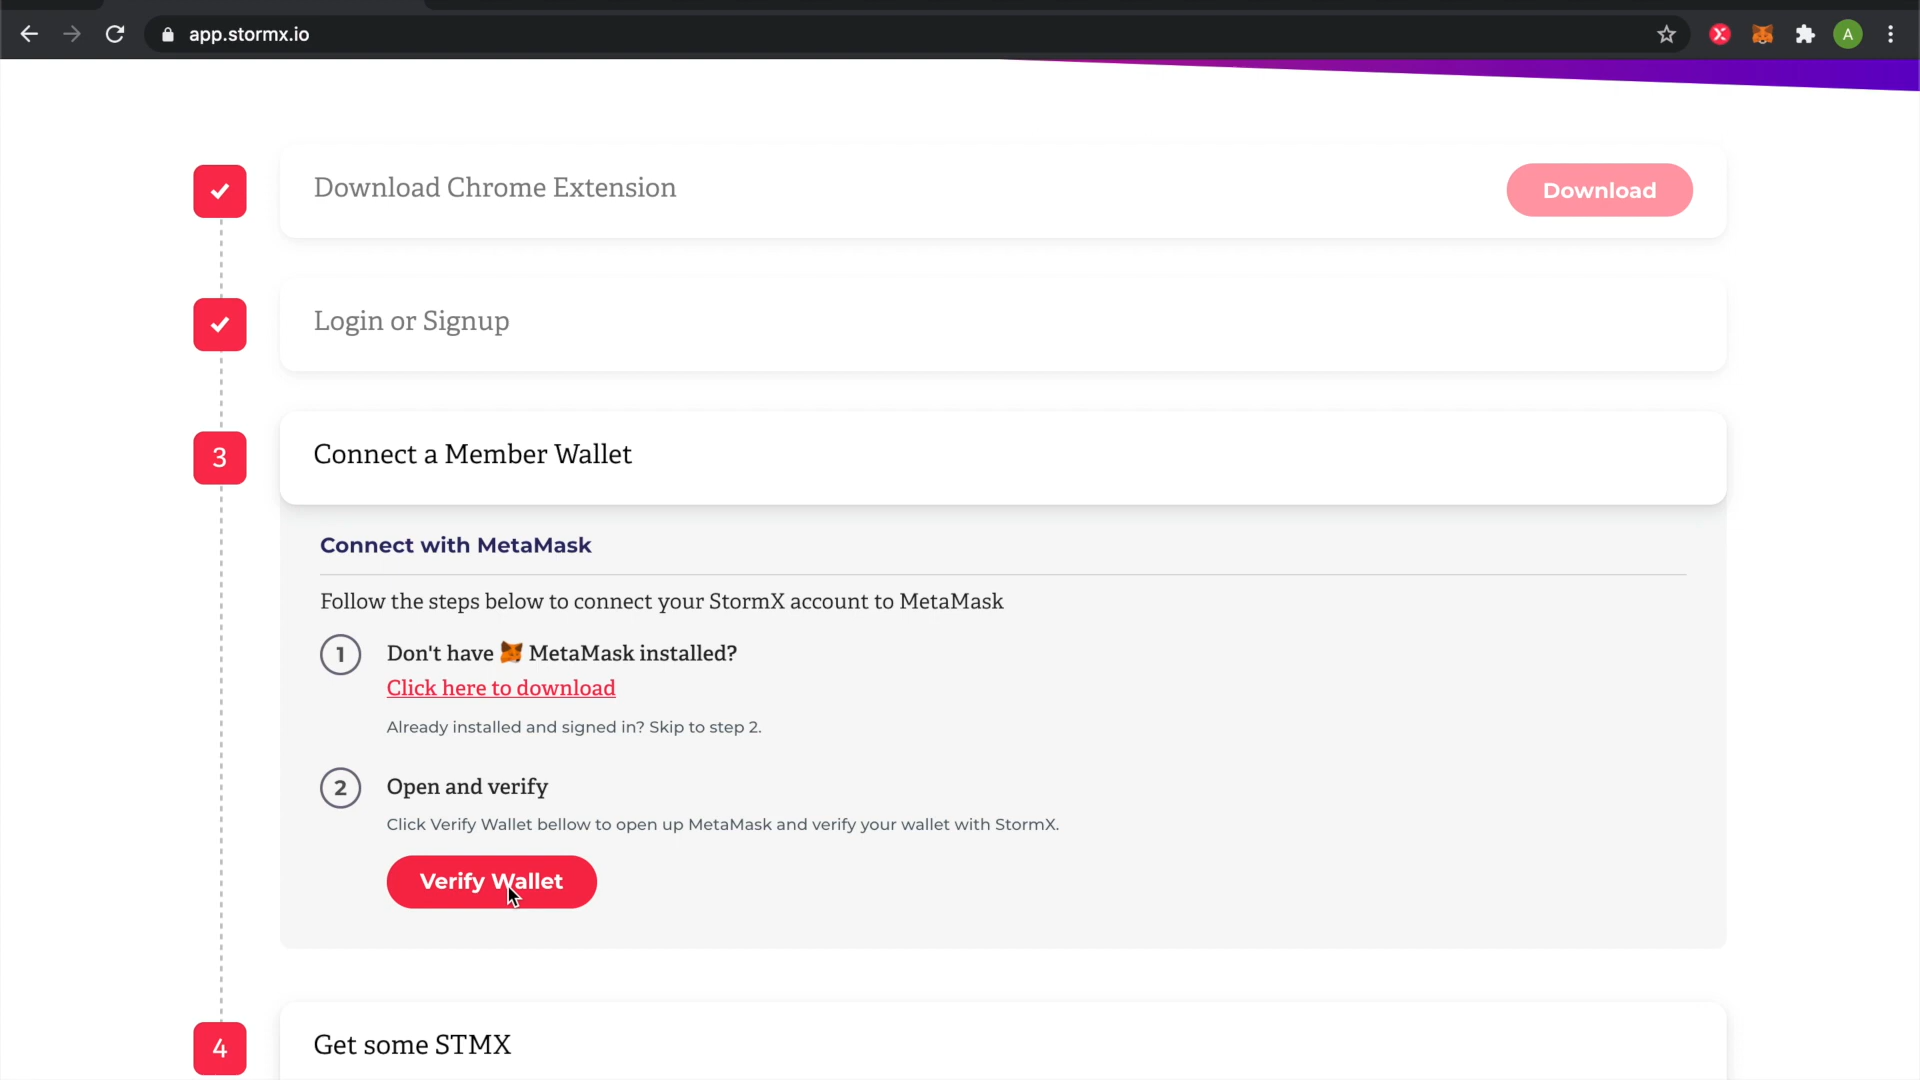 app.stormx.io
A
Download Chrome Extension
Download
Login or Signup
3
Connect a Member Wallet
Connect with MetaMask
Follow the steps below to connect your StormX account to MetaMask
1
Don't have MetaMask installed?
Click here to download
Already installed and signed in? Skip to step 2.
2
Open and verify
Click Verify Wallet bellow to open up MetaMask and verify your wallet with StormX.
Verify Wallet
4
Get some STMX